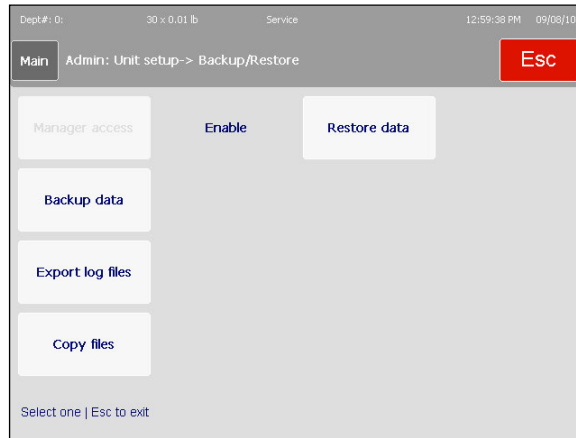 Dept#: 0: 30 x 0.01 lb Service 12:59:38 PM 09/08/10
Main Admin: Unit setup-> Backup/Restore Esc
Manager access Enable Restore data
Backup data
Export log files
Copy files
Select one | Esc to exit